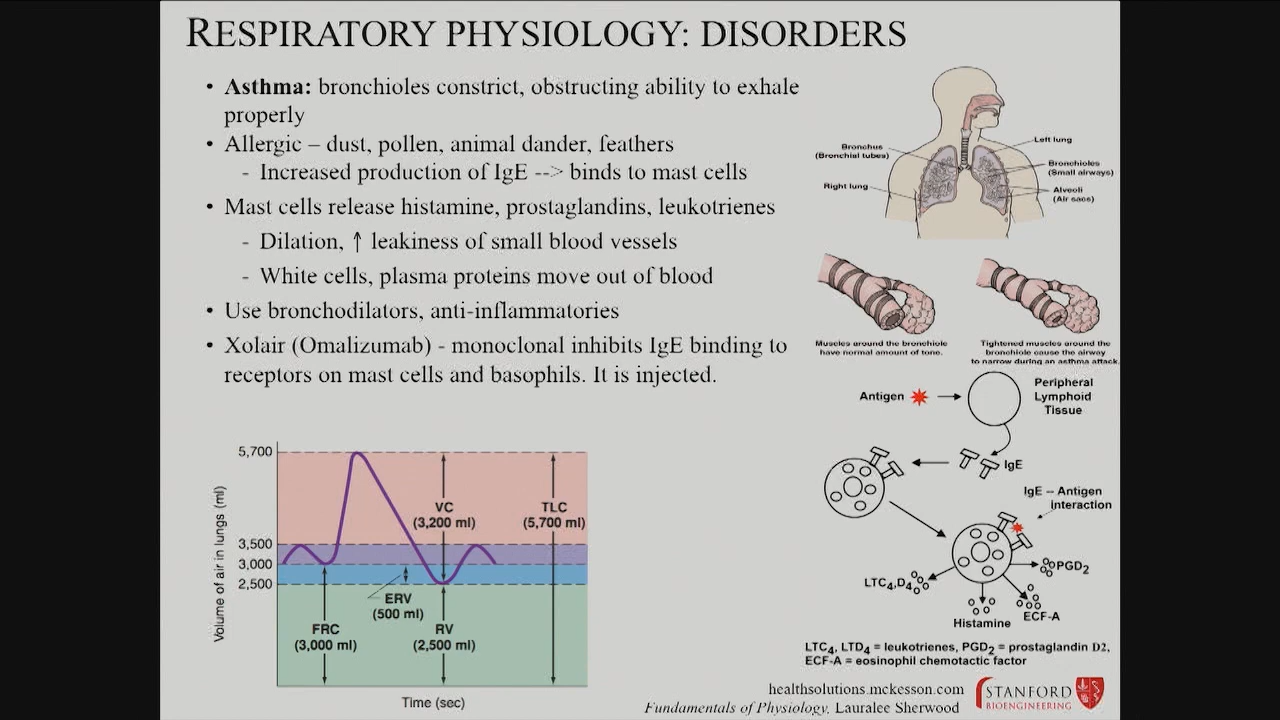 RESPIRATORY PHYSIOLOGY: DISORDERS
• Asthma: bronchioles constrict, obstructing ability to exhale
properly
• Allergic – dust, pollen, animal dander, feathers
- Increased production of IgE --> binds to mast cells
• Mast cells release histamine, prostaglandins, leukotrienes
- Dilation, ↑ leakiness of small blood vessels
- White cells, plasma proteins move out of blood
• Use bronchodilators, anti-inflammatories
• Xolair (Omalizumab) - monoclonal inhibits IgE binding to
receptors on mast cells and basophils. It is injected.
Bronchus
(Bronchial tubes)
Right lung
Left lung
Bronchioles
(Small airways)
Alveoli
(Air sacs)
Muscles around the bronchiole
have normal amount of tone.
Tightened muscles around the
bronchiole cause the airway
to narrow during an asthma attack.
Antigen
Peripheral
Lymphoid
Tissue
IgE
IgE – Antigen
interaction
LTC4,D4
PGD2
Histamine
ECF-A
LTC4, LTD4 = leukotrienes, PGD2 = prostaglandin D2,
ECF-A = eosinophil chemotactic factor
Volume of air in lungs (ml)
5,700
3,500
3,000
2,500
VC
(3,200 ml)
TLC
(5,700 ml)
ERV
(500 ml)
FRC
(3,000 ml)
RV
(2,500 ml)
Time (sec)
healthsolutions.mckesson.com
Fundamentals of Physiology, Lauralee Sherwood
STANFORD
BIOENGINEERING